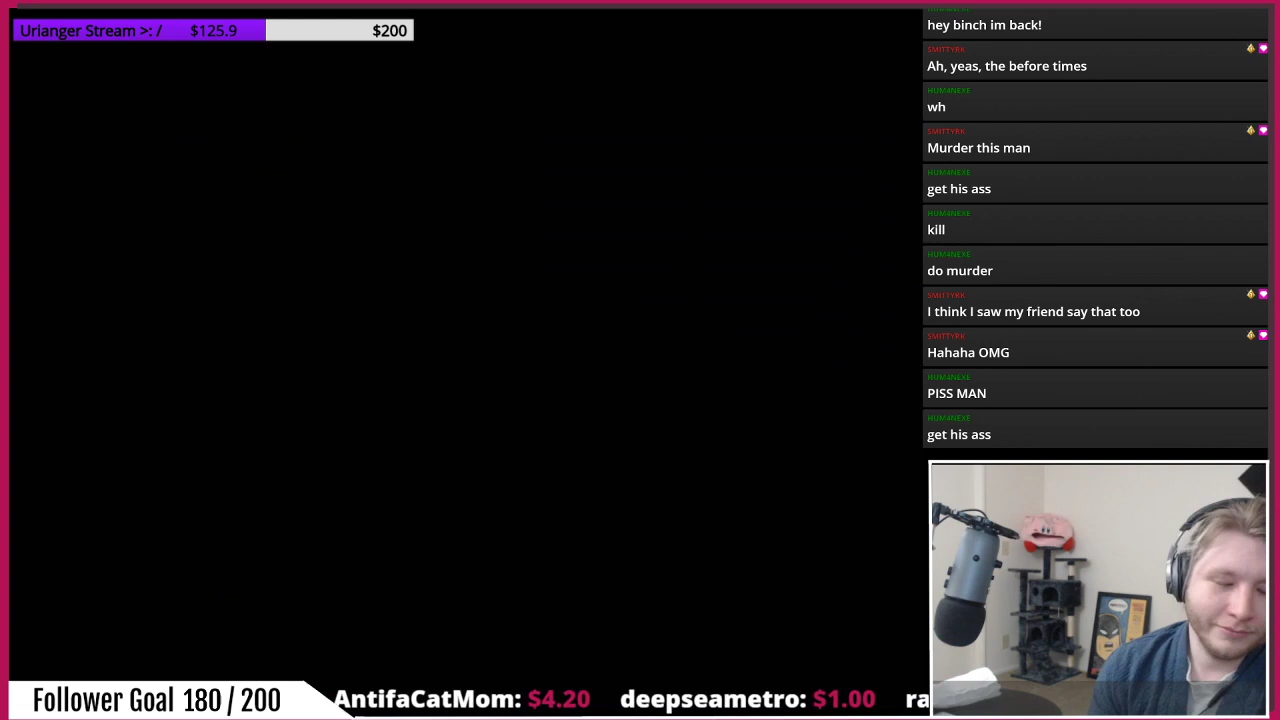 Urianger Stream >: / $125.9 $200
hey binch im back!
SMITTYRK
Ah, yeas, the before times
HUM4NEXE
wh
SMITTYRK
Murder this man
HUM4NEXE
get his ass
HUM4NEXE
kill
HUM4NEXE
do murder
SMITTYRK
I think I saw my friend say that too
SMITTYRK
Hahaha OMG
HUM4NEXE
PISS MAN
HUM4NEXE
get his ass
Follower Goal 180 / 200
AntifaCatMom: $4.20 deepseametro: $1.00 ra